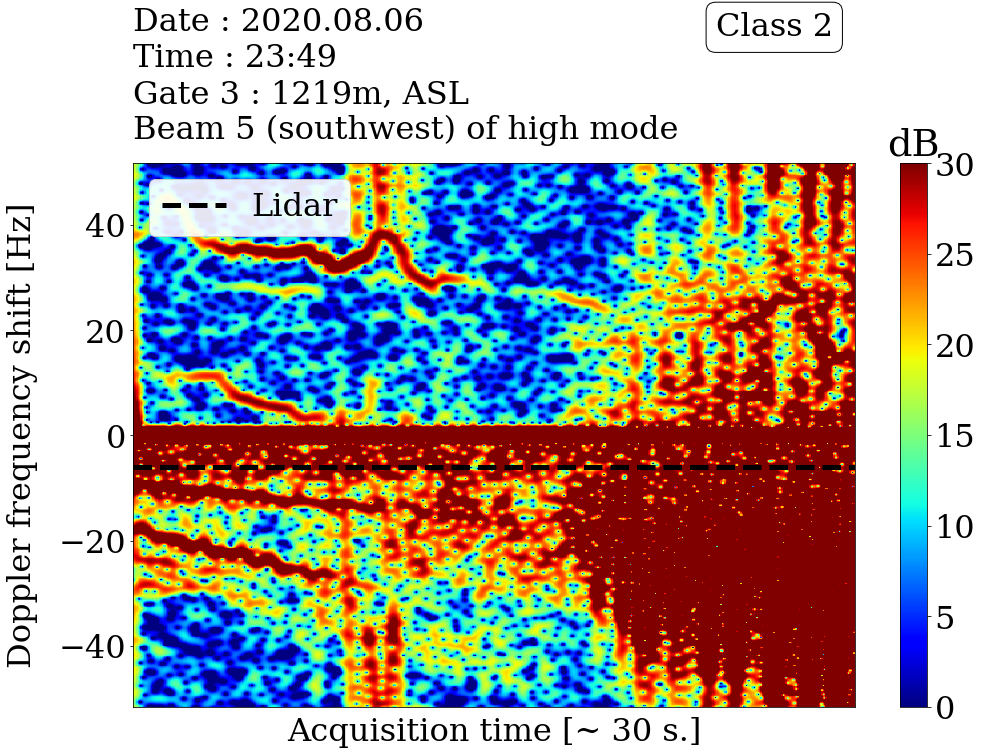 Date : 2020.08.06
Time : 23:49
Gate 3 : 1219m, ASL
Beam 5 (southwest) of high mode
Class 2
dB
Lidar
Doppler frequency shift [Hz]
40
20
0
−20
−40
Acquisition time [~ 30 s.]
30
25
20
15
10
5
0